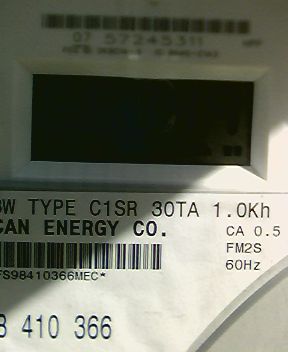 07 57245311
3W TYPE C1SR 30TA 1.0Kh
CAN ENERGY CO.
CA 0.5
FM2S
60Hz
FS98410366MEC*
410 366